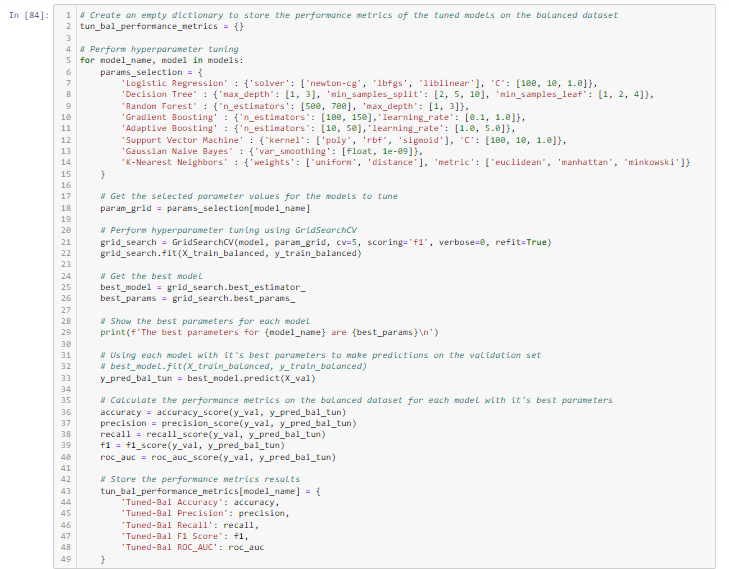 In [84]:
1 # Create an empty dictionary to store the performance metrics of the tuned models on the balanced dataset
2 tun_bal_performance_metrics = {}
3
4 # Perform hyperparameter tuning
5 for model_name, model in models:
6     params_selection = {
7         'Logistic Regression' : {'solver': ['newton-cg', 'lbfgs', 'liblinear'], 'C': [100, 10, 1.0]},
8         'Decision Tree' : {'max_depth': [1, 3], 'min_samples_split': [2, 5, 10], 'min_samples_leaf': [1, 2, 4]},
9         'Random Forest' : {'n_estimators': [500, 700], 'max_depth': [1, 3]},
10         'Gradient Boosting' : {'n_estimators': [100, 150],'learning_rate': [0.1, 1.0]},
11         'Adaptive Boosting' : {'n_estimators': [10, 50],'learning_rate': [1.0, 5.0]},
12         'Support Vector Machine' : {'kernel': ['poly', 'rbf', 'sigmoid'], 'C': [100, 10, 1.0]},
13         'Gaussian Naive Bayes' : {'var_smoothing': [float, 1e-09]},
14         'K-Nearest Neighbors' : {'weights': ['uniform', 'distance'], 'metric': ['euclidean', 'manhattan', 'minkowski']}
15     }
16
17     # Get the selected parameter values for the models to tune
18     param_grid = params_selection[model_name]
19
20     # Perform hyperparameter tuning using GridSearchCV
21     grid_search = GridSearchCV(model, param_grid, cv=5, scoring='f1', verbose=0, refit=True)
22     grid_search.fit(X_train_balanced, y_train_balanced)
23
24     # Get the best model
25     best_model = grid_search.best_estimator_
26     best_params = grid_search.best_params_
27
28     # Show the best parameters for each model
29     print(f'The best parameters for {model_name} are {best_params}\n')
30
31     # Using each model with it's best parameters to make predictions on the validation set
32     # best_model.fit(X_train_balanced, y_train_balanced)
33     y_pred_bal_tun = best_model.predict(X_val)
34
35     # Calculate the performance metrics on the balanced dataset for each model with it's best parameters
36     accuracy = accuracy_score(y_val, y_pred_bal_tun)
37     precision = precision_score(y_val, y_pred_bal_tun)
38     recall = recall_score(y_val, y_pred_bal_tun)
39     f1 = f1_score(y_val, y_pred_bal_tun)
40     roc_auc = roc_auc_score(y_val, y_pred_bal_tun)
41
42     # Store the performance metrics results
43     tun_bal_performance_metrics[model_name] = {
44         'Tuned-Bal Accuracy': accuracy,
45         'Tuned-Bal Precision': precision,
46         'Tuned-Bal Recall': recall,
47         'Tuned-Bal F1 Score': f1,
48         'Tuned-Bal ROC_AUC': roc_auc
49     }